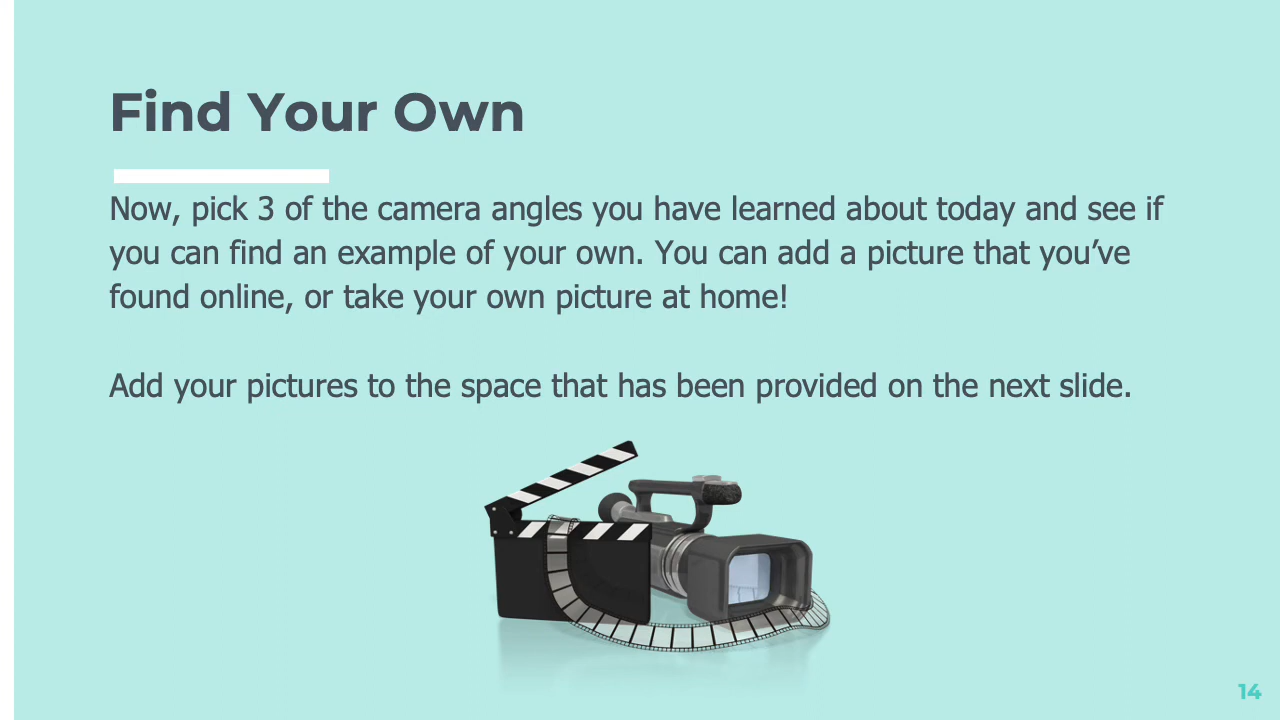 Find Your Own
Now, pick 3 of the camera angles you have learned about today and see if
you can find an example of your own. You can add a picture that you’ve
found online, or take your own picture at home!
Add your pictures to the space that has been provided on the next slide.
14